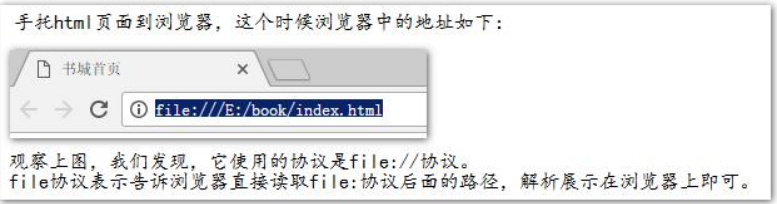 手托html页面到浏览器，这个时候浏览器中的地址如下：
书城首页
file:///E:/book/index.html
观察上图，我们发现，它使用的协议是file://协议。
file协议表示告诉浏览器直接读取file:协议后面的路径，解析展示在浏览器上即可。